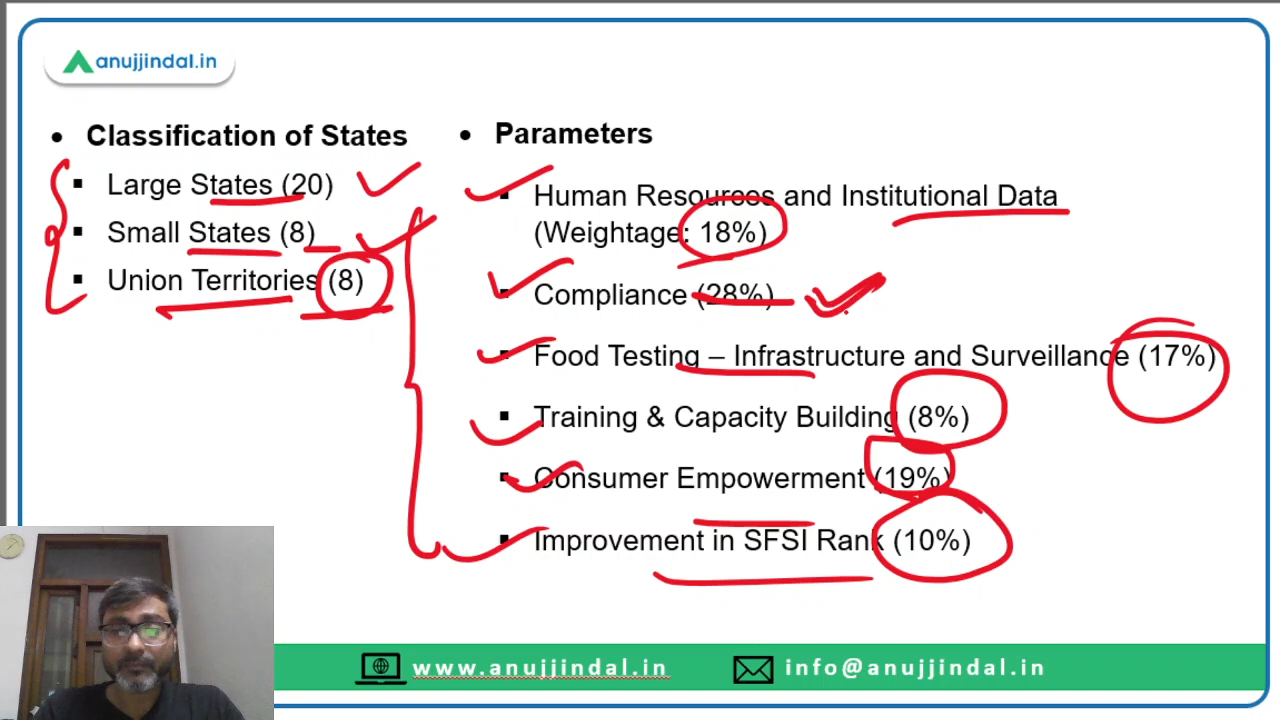 anujjindal.in
• Classification of States
▪ Large States (20)
▪ Small States (8)
▪ Union Territories (8)
• Parameters
▪ Human Resources and Institutional Data
(Weightage: 18%)
▪ Compliance (28%)
▪ Food Testing – Infrastructure and Surveillance (17%)
▪ Training & Capacity Building (8%)
▪ Consumer Empowerment (19%)
▪ Improvement in SFSI Rank (10%)
www.anujjindal.in
info@anujjindal.in